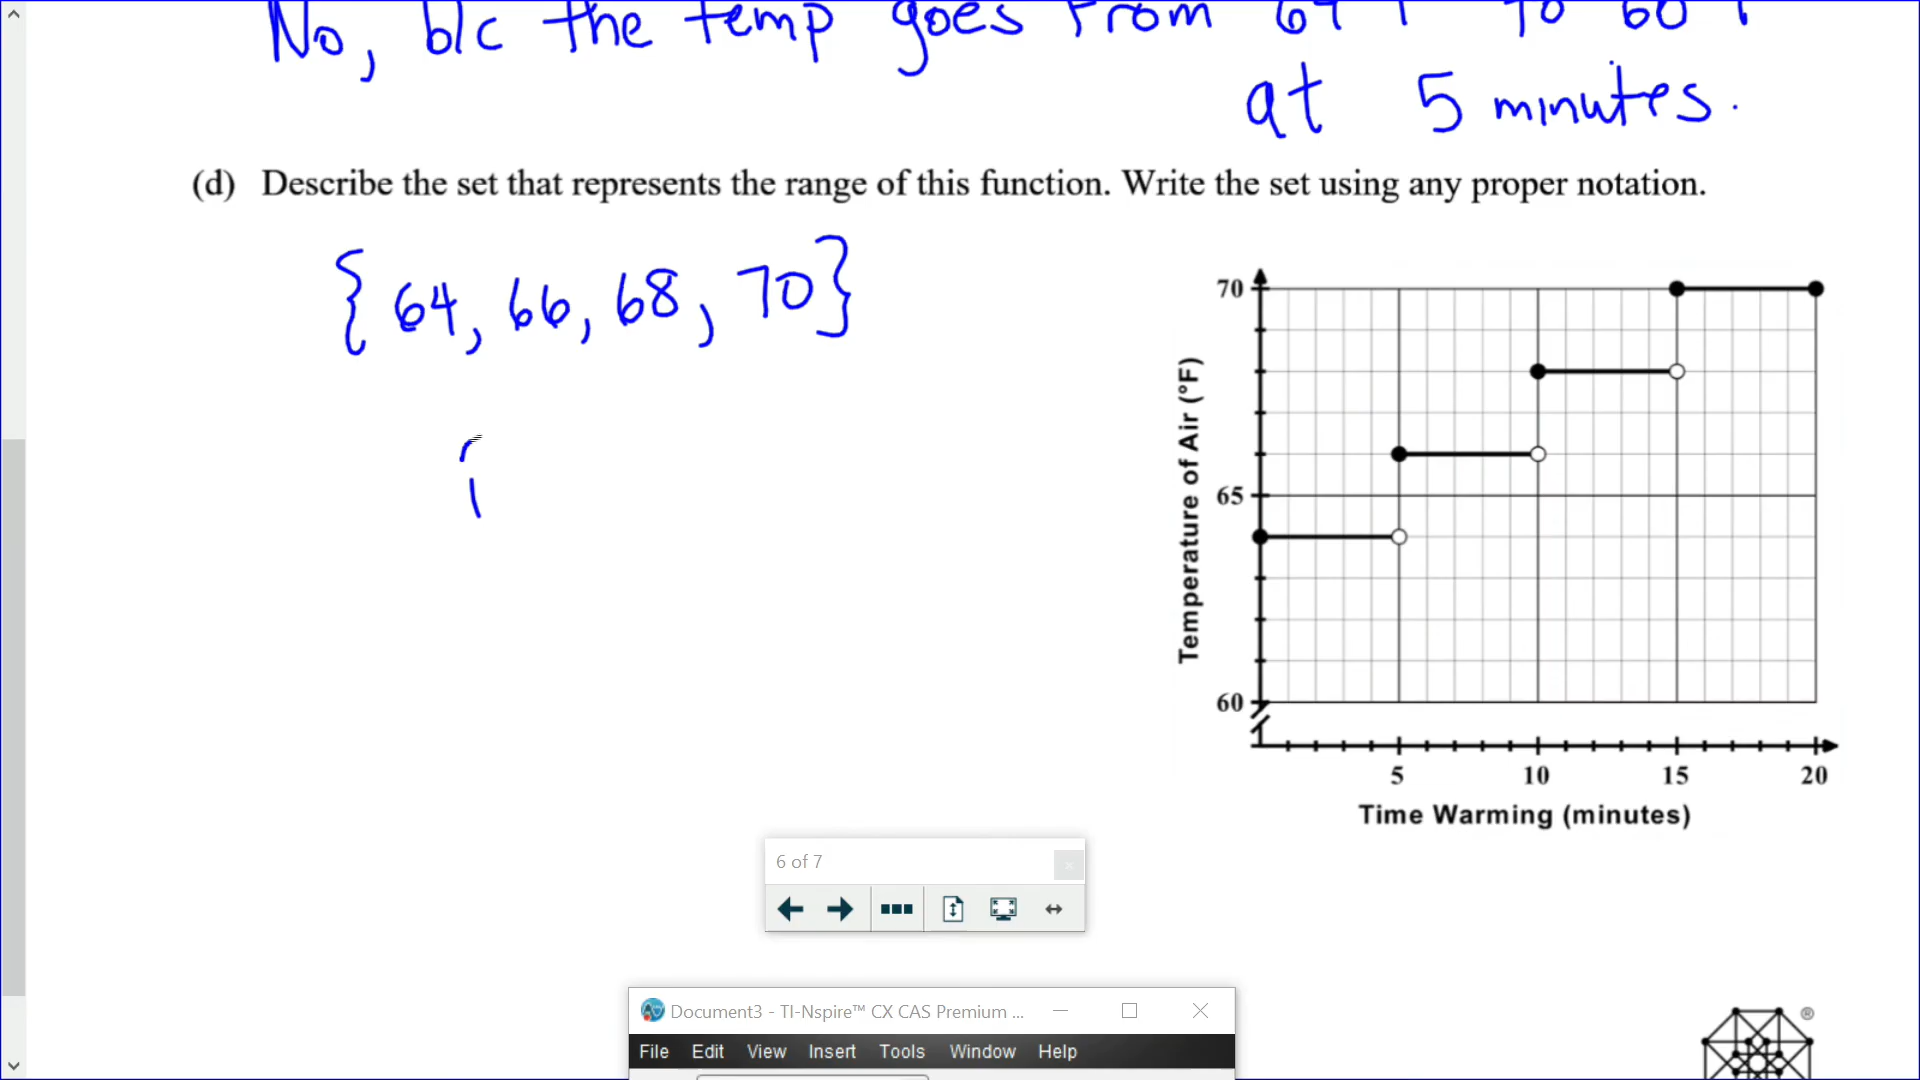 No, b/c the temp goes from
at 5 minutes.
(d) Describe the set that represents the range of this function. Write the set using any proper notation.
{64, 66, 68, 70}
70
65
60
Temperature of Air (°F)
5 10 15 20
Time Warming (minutes)
6 of 7
Document3 - TI-Nspire™ CX CAS Premium ...
File Edit View Insert Tools Window Help
®